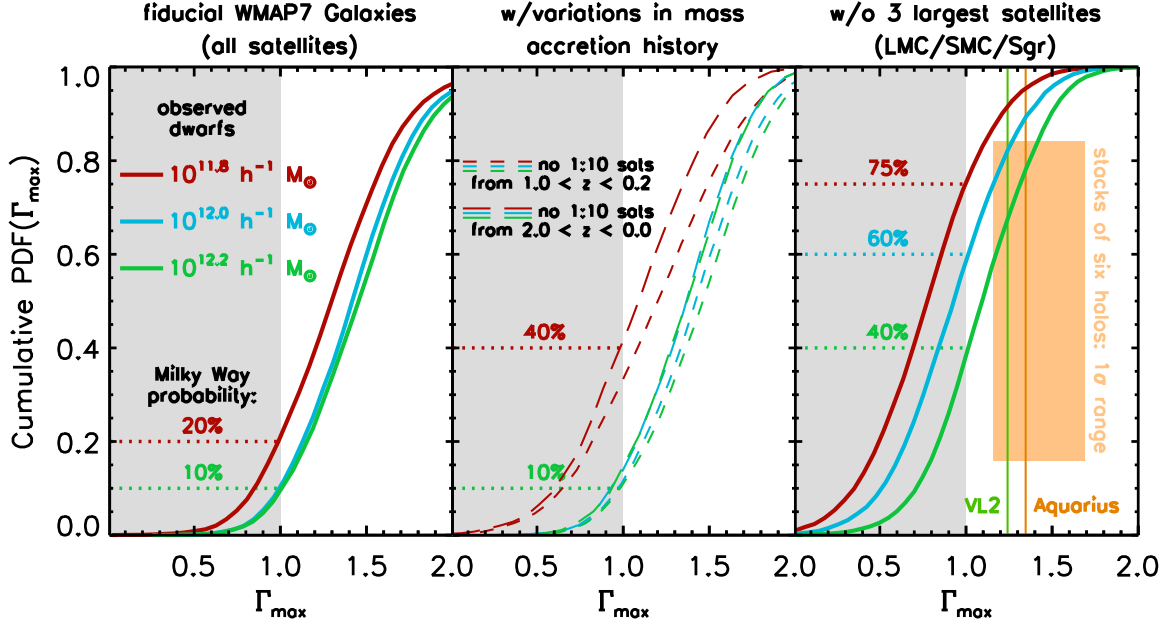 fiducial WMAP7 Galaxies
(all satellites)
w/variations in mass
accretion history
w/o 3 largest satellites
(LMC/SMC/Sgr)
Cumulative PDF(Γmax)
1.0
0.8
0.6
0.4
0.2
0.0
observed
dwarfs
10^11.8 h^-1 M⊙
10^12.0 h^-1 M⊙
10^12.2 h^-1 M⊙
Milky Way
probability:
20%
10%
no 1:10 sats
from 1.0 < z < 0.2
no 1:10 sats
from 2.0 < z < 0.0
40%
10%
75%
60%
40%
stacks of six halos: 1σ range
VL2
Aquarius
0.5
1.0
1.5
2.0
0.5
1.0
1.5
2.0
0.5
1.0
1.5
2.0
Γmax
Γmax
Γmax